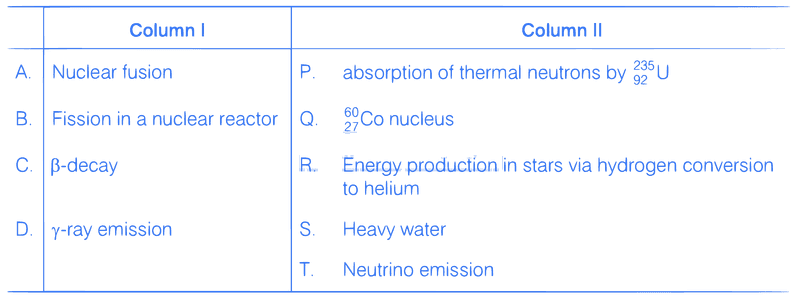 Column I Column II
A. Nuclear fusion P. absorption of thermal neutrons by ²³⁵₉₂U
B. Fission in a nuclear reactor Q. ⁶⁰₂₇Co nucleus
C. β-decay R. Energy production in stars via hydrogen conversion
to helium
D. γ-ray emission S. Heavy water
T. Neutrino emission